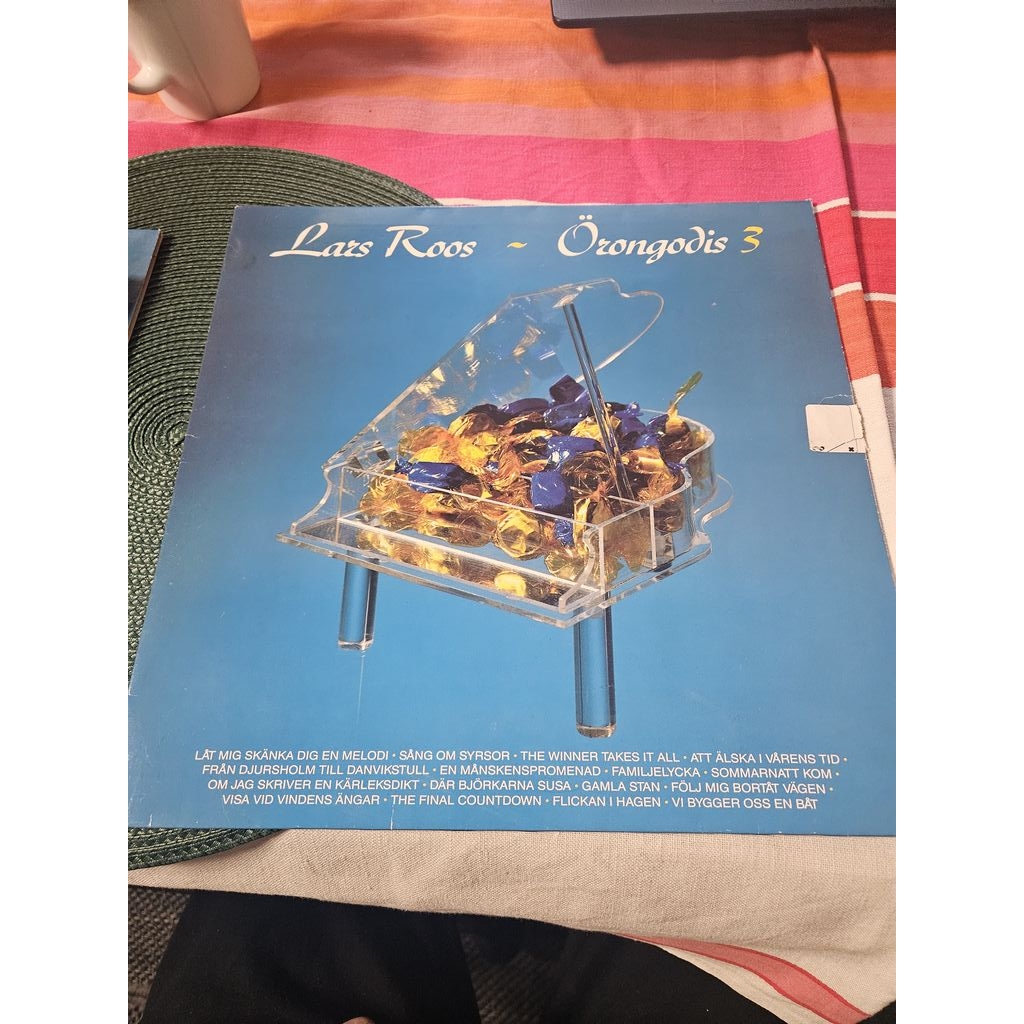 Lars Roos ~ Örongodis 3
LÅT MIG SKÄNKA DIG EN MELODI • SÅNG OM SYRSOR • THE WINNER TAKES IT ALL • ATT ÄLSKA I VÅRENS TID •
FRÅN DJURSHOLM TILL DANVIKSTULL • EN MÅNSKENSPROMENAD • FAMILJELYCKA • SOMMARNATT KOM •
OM JAG SKRIVER EN KÄRLEKSDIKT • DÄR BJÖRKARNA SUSA • GAMLA STAN • FÖLJ MIG BORTÅT VÄGEN •
VISA VID VINDENS ÄNGAR • THE FINAL COUNTDOWN • FLICKAN I HAGEN • VI BYGGER OSS EN BÅT